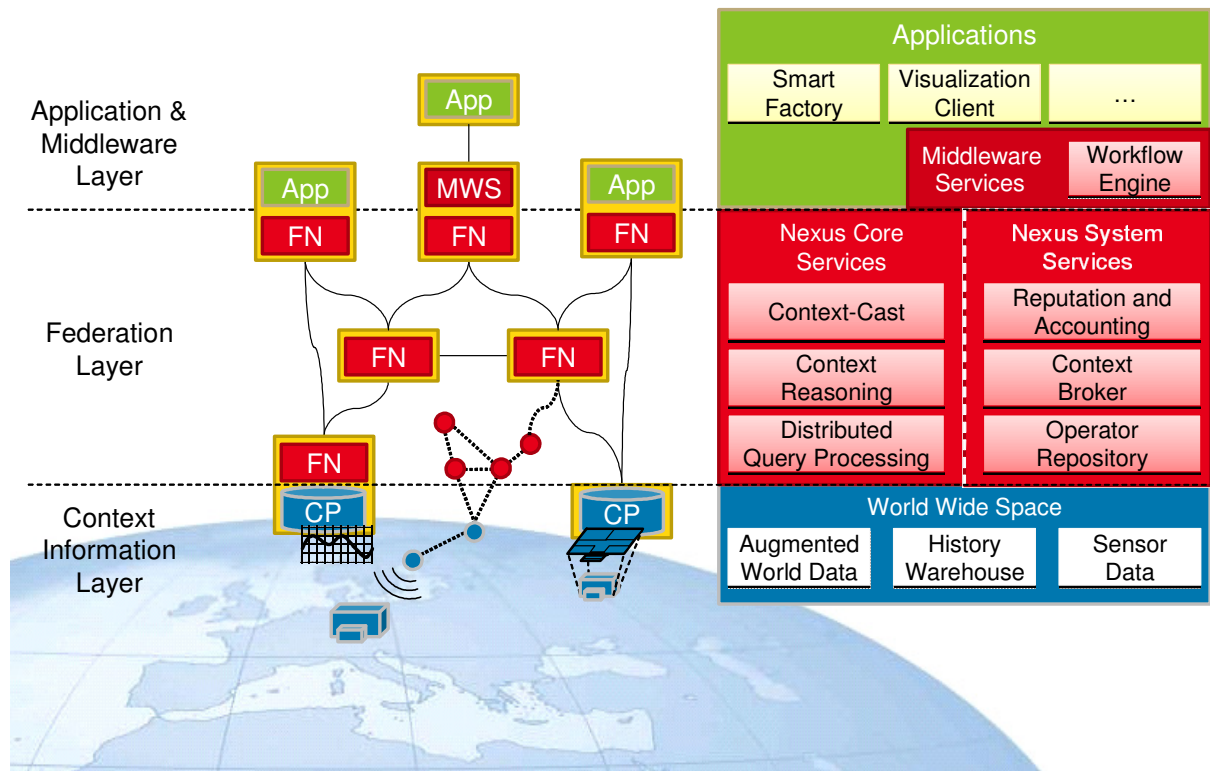 Application &
Middleware
Layer
App
App
MWS
App
FN
FN
FN
Federation
Layer
FN
FN
FN
Context
Information
Layer
CP
CP
Applications
Smart
Factory
Visualization
Client
...
Middleware
Services
Workflow
Engine
Nexus Core
Services
Context-Cast
Context
Reasoning
Distributed
Query Processing
Nexus System
Services
Reputation and
Accounting
Context
Broker
Operator
Repository
World Wide Space
Augmented
World Data
History
Warehouse
Sensor
Data